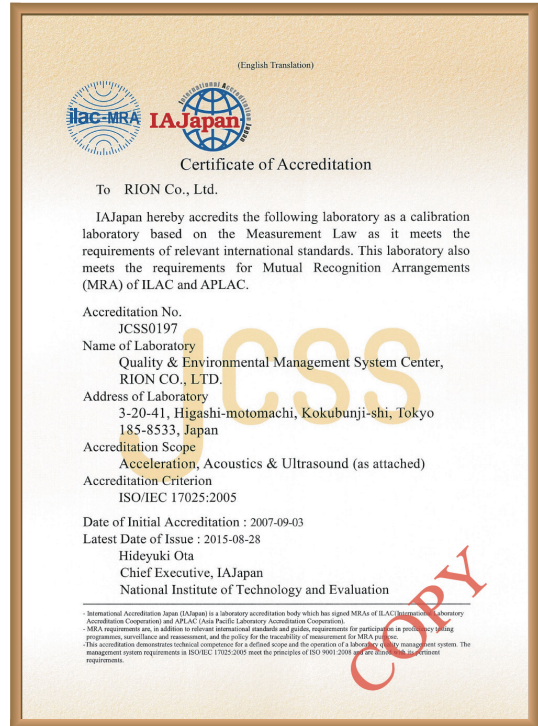 (English Translation)
ilac-MRA
International Accreditation Japan
IAJapan
Certificate of Accreditation
To RION Co., Ltd.
IAJapan hereby accredits the following laboratory as a calibration
laboratory based on the Measurement Law as it meets the
requirements of relevant international standards. This laboratory also
meets the requirements for Mutual Recognition Arrangements
(MRA) of ILAC and APLAC.
JCSS
Accreditation No.
JCSS0197
Name of Laboratory
Quality & Environmental Management System Center,
RION CO., LTD.
Address of Laboratory
3-20-41, Higashi-motomachi, Kokubunji-shi, Tokyo
185-8533, Japan
Accreditation Scope
Acceleration, Acoustics & Ultrasound (as attached)
Accreditation Criterion
ISO/IEC 17025:2005
Date of Initial Accreditation : 2007-09-03
Latest Date of Issue : 2015-08-28
Hideyuki Ota
Chief Executive, IAJapan
National Institute of Technology and Evaluation
- International Accreditation Japan (IAJapan) is a laboratory accreditation body which has signed MRAs of ILAC(International Laboratory
Accreditation Cooperation) and APLAC (Asia Pacific Laboratory Accreditation Cooperation).
- MRA requirements are, in addition to relevant international standards and guides, requirements for participation in proficiency testing
programmes, surveillance and reassessment, and the policy for the traceability of measurement for MRA purpose.
-This accreditation demonstrates technical competence for a defined scope and the operation of a laboratory quality management system. The
management system requirements in ISO/IEC 17025:2005 meet the principles of ISO 9001:2008 and are aimed with its pertinent
requirements.
COPY